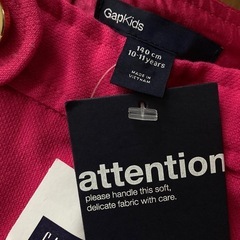 GapKids
140 cm
10-11 years
MADE IN
VIETNAM
attention
please handle this soft,
delicate fabric with care.